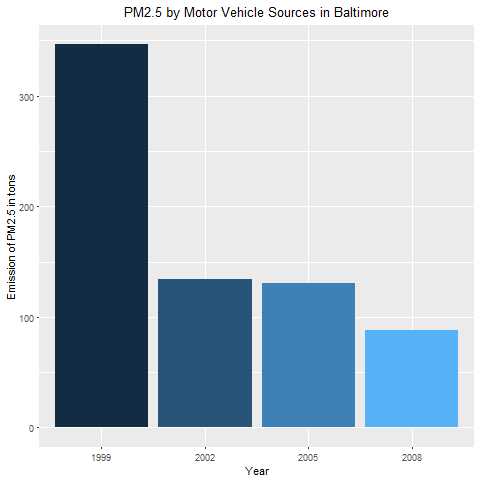 PM2.5 by Motor Vehicle Sources in Baltimore
Emission of PM2.5 in tons
300
200
100
0
1999 2002 2005 2008
Year